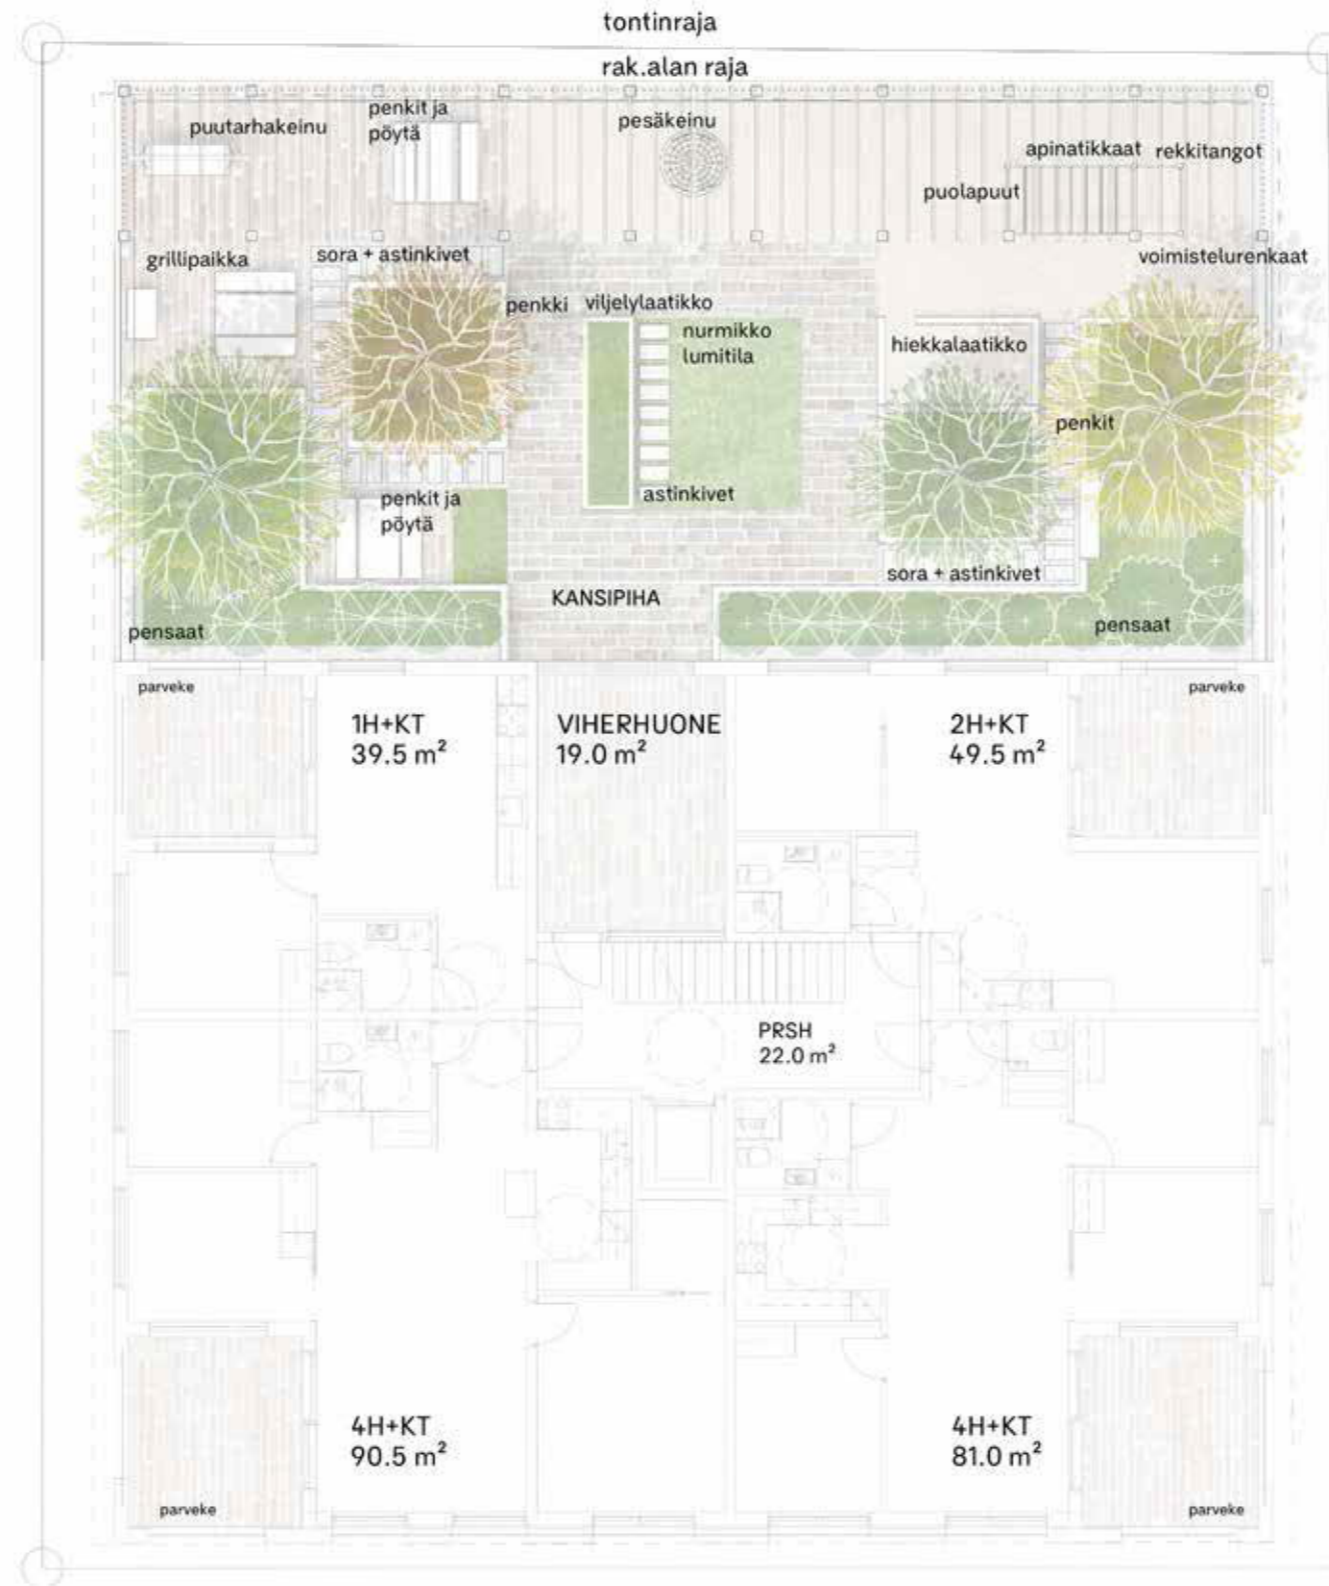 tontinraja
rak.alan raja
puutarhakeinu
penkit ja
pöytä
pesäkeinu
apinatikkaat
rekkitangot
puolapuut
grillipaikka
sora + astinkivet
voimistelurenkaat
penkki
viljelylaatikko
nurmikko
lumitila
hiekkalaatikko
penkit
penkit ja
pöytä
astinkivet
sora + astinkivet
KANSIPIHA
pensaat
pensaat
parveke
parveke
1H+KT
39.5 m²
VIHERHUONE
19.0 m²
2H+KT
49.5 m²
PRSH
22.0 m²
4H+KT
90.5 m²
4H+KT
81.0 m²
parveke
parveke